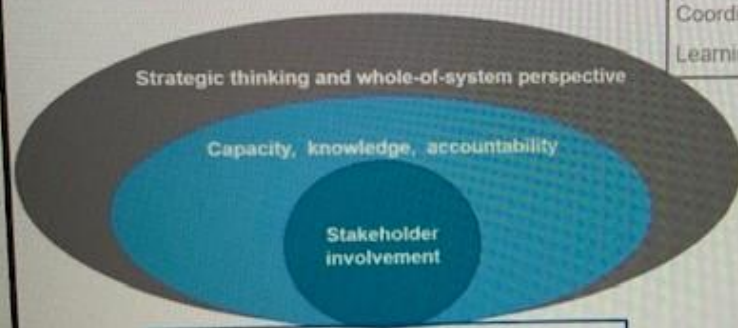 Strategic thinking and whole-of-system perspective
Capacity, knowledge, accountability
Stakeholder
involvement